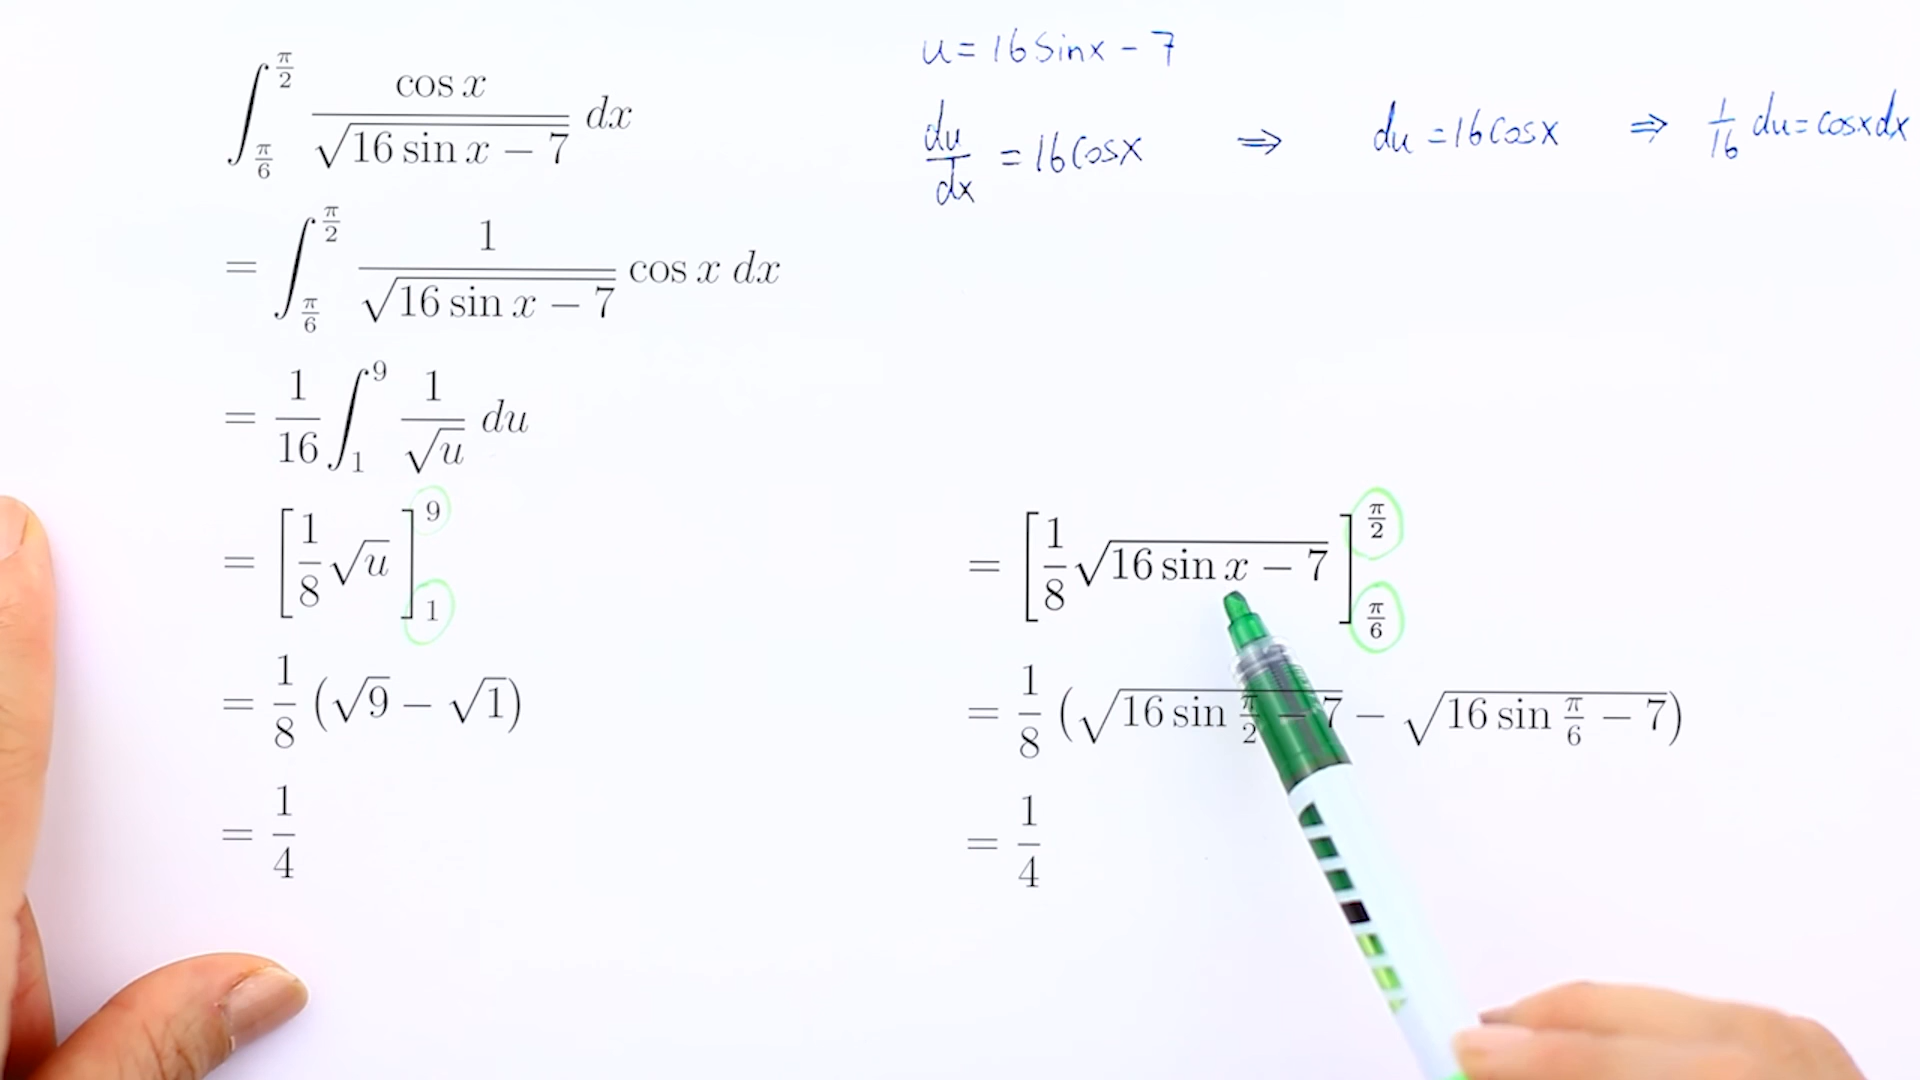 ∫_{π/6}^{π/2} cos x / √(16 sin x − 7) dx
u = 16 sin x − 7
du/dx = 16 cos x ⇒ du = 16 cos x ⇒ 1/16 du = cos x dx
= ∫_{π/6}^{π/2} 1 / √(16 sin x − 7) cos x dx
= 1/16 ∫_1^9 1/√u du
= [1/8 √u]_1^9
= 1/8 (√9 − √1)
= 1/4
= [1/8 √(16 sin x − 7)]_{π/6}^{π/2}
= 1/8 (√(16 sin π/2 − 7) − √(16 sin π/6 − 7))
= 1/4